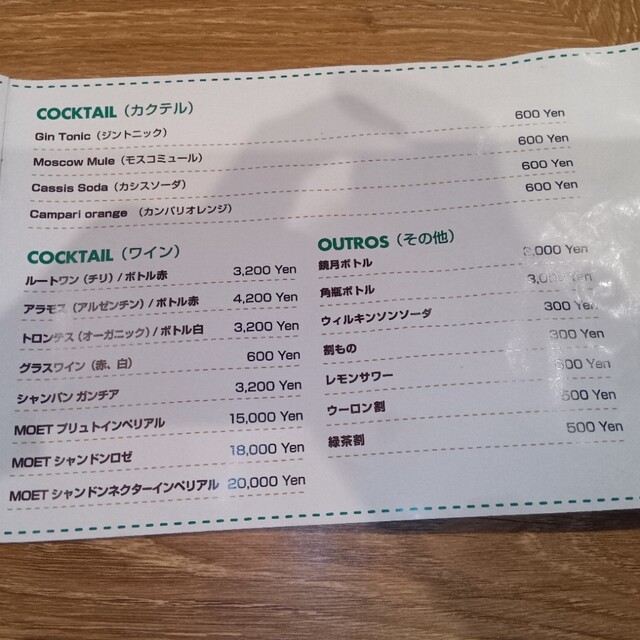 COCKTAIL（カクテル）
Gin Tonic（ジントニック） 600 Yen
Moscow Mule（モスコミュール） 600 Yen
Cassis Soda（カシスソーダ） 600 Yen
Campari orange （カンパリオレンジ） 600 Yen
COCKTAIL（ワイン）
ルートワン（チリ）/ ボトル赤 3,200 Yen
アラモス（アルゼンチン）/ ボトル赤 4,200 Yen
トロンテス（オーガニック）/ ボトル白 3,200 Yen
グラスワイン（赤、白） 600 Yen
シャンパン ガンチア 3,200 Yen
MOET ブリュトインペリアル 15,000 Yen
MOET シャンドンロゼ 18,000 Yen
MOET シャンドンネクターインペリアル 20,000 Yen
OUTROS（その他）
鏡月ボトル ,000 Yen
角瓶ボトル 3,000 Yen
ウィルキンソンソーダ 300 Yen
割もの 300 Yen
レモンサワー 00 Yen
ウーロン割 500 Yen
緑茶割 500 Yen